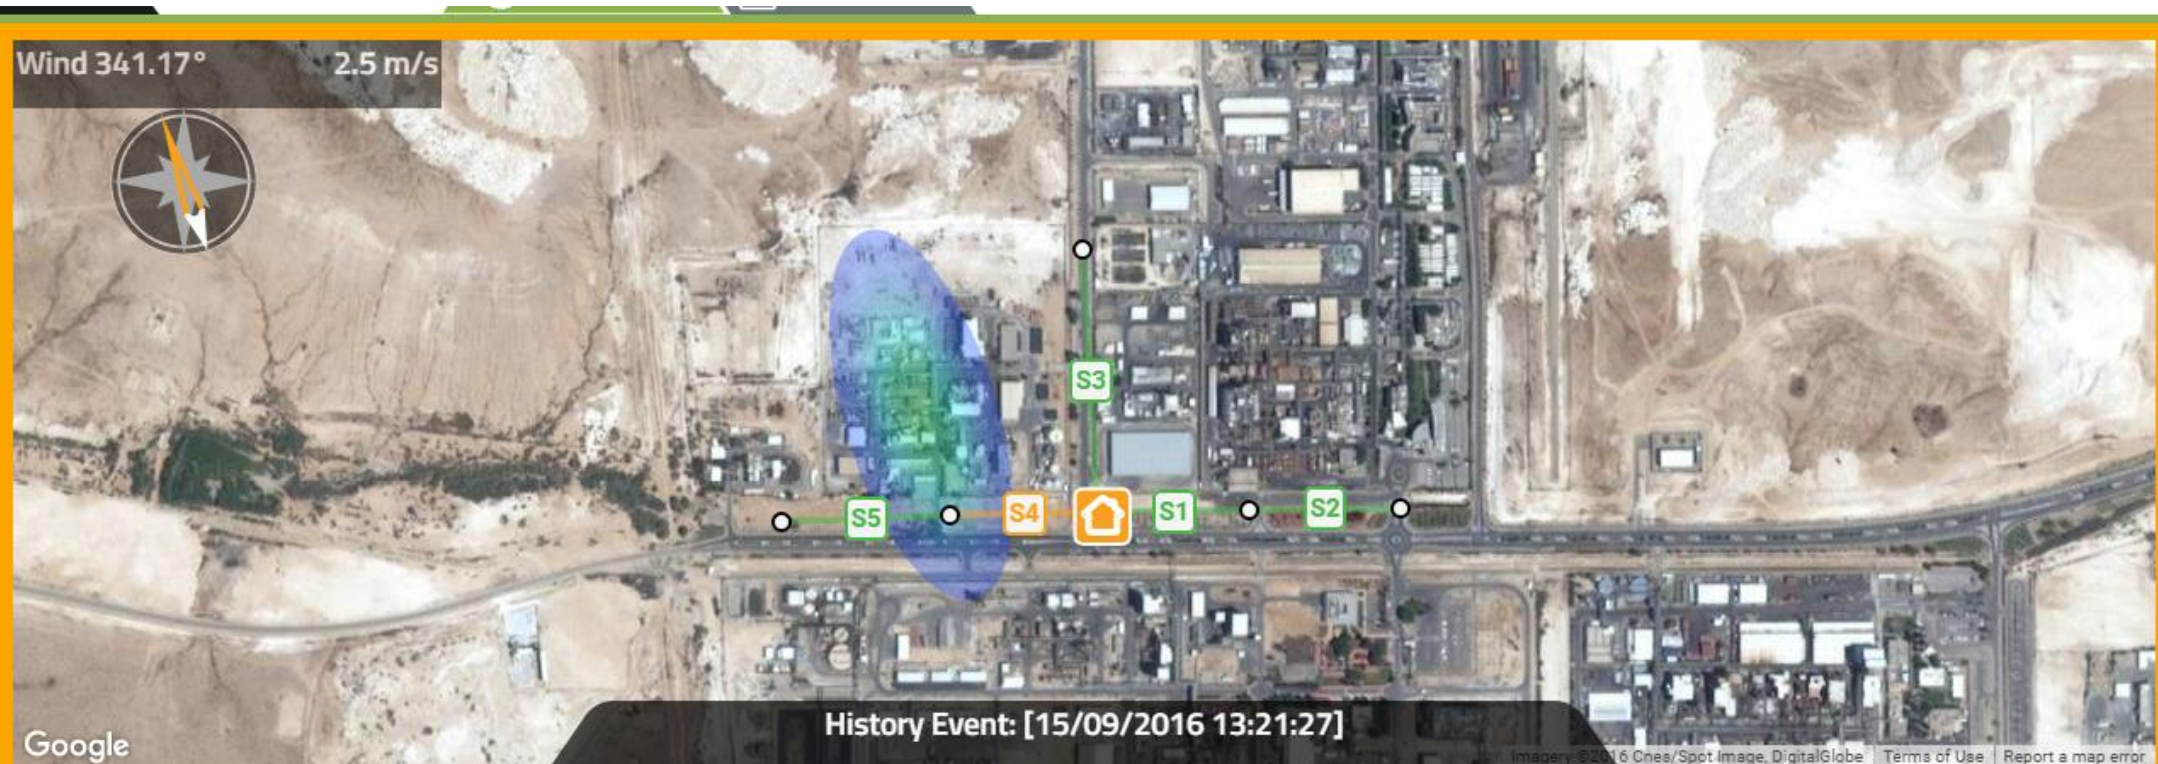 Wind 341.17° 2.5 m/s
S3
S5 S4 S1 S2
History Event: [15/09/2016 13:21:27]
Google
Imagery ©2016 Cnes/Spot Image, DigitalGlobe Terms of Use Report a map error